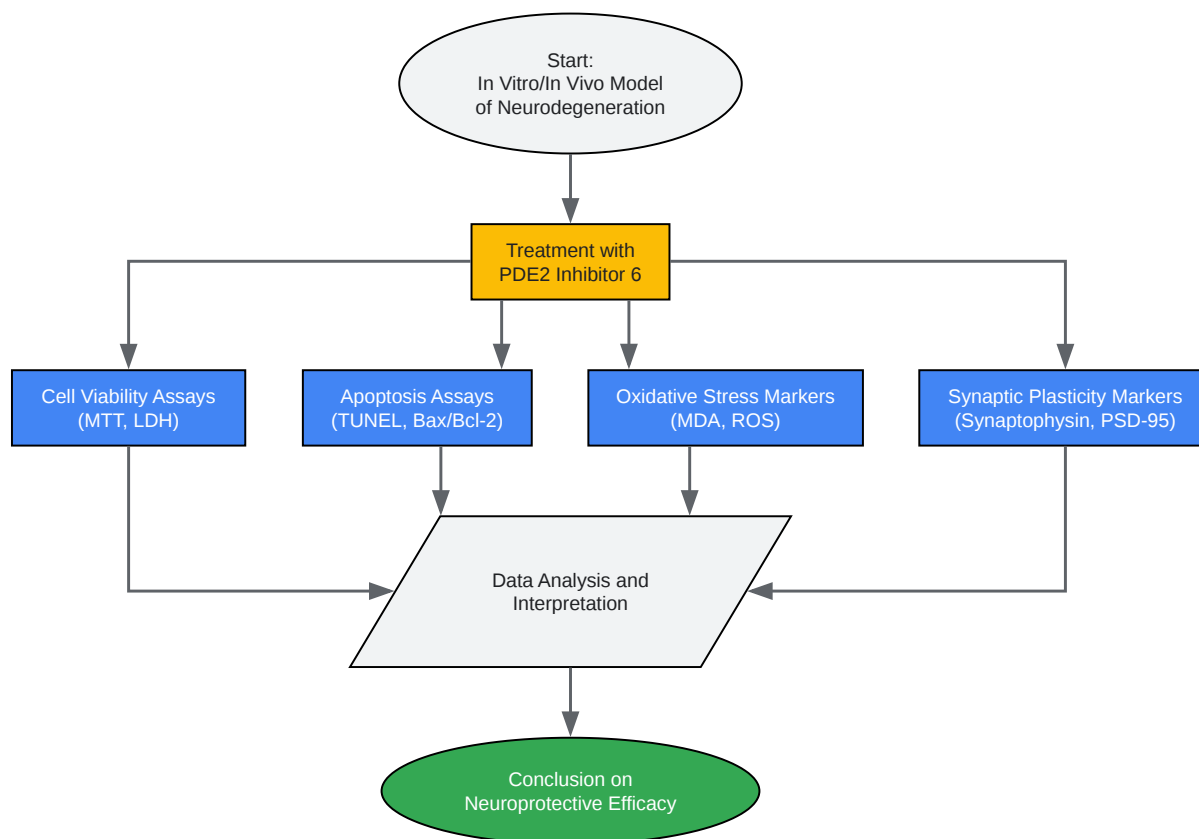 Start:
In Vitro/In Vivo Model
of Neurodegeneration
Treatment with
PDE2 Inhibitor 6
Cell Viability Assays
(MTT, LDH)
Apoptosis Assays
(TUNEL, Bax/Bcl-2)
Oxidative Stress Markers
(MDA, ROS)
Synaptic Plasticity Markers
(Synaptophysin, PSD-95)
Data Analysis and
Interpretation
Conclusion on
Neuroprotective Efficacy